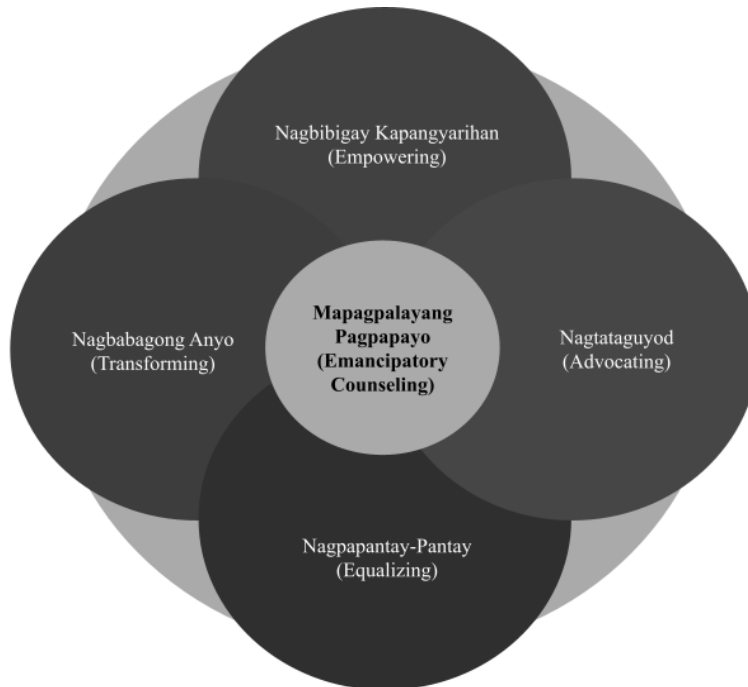 Nagbibigay Kapangyarihan
(Empowering)
Nagbabagong Anyo
(Transforming)
Mapagpalayang
Pagpapayo
(Emancipatory
Counseling)
Nagtataguyod
(Advocating)
Nagpapantay-Pantay
(Equalizing)